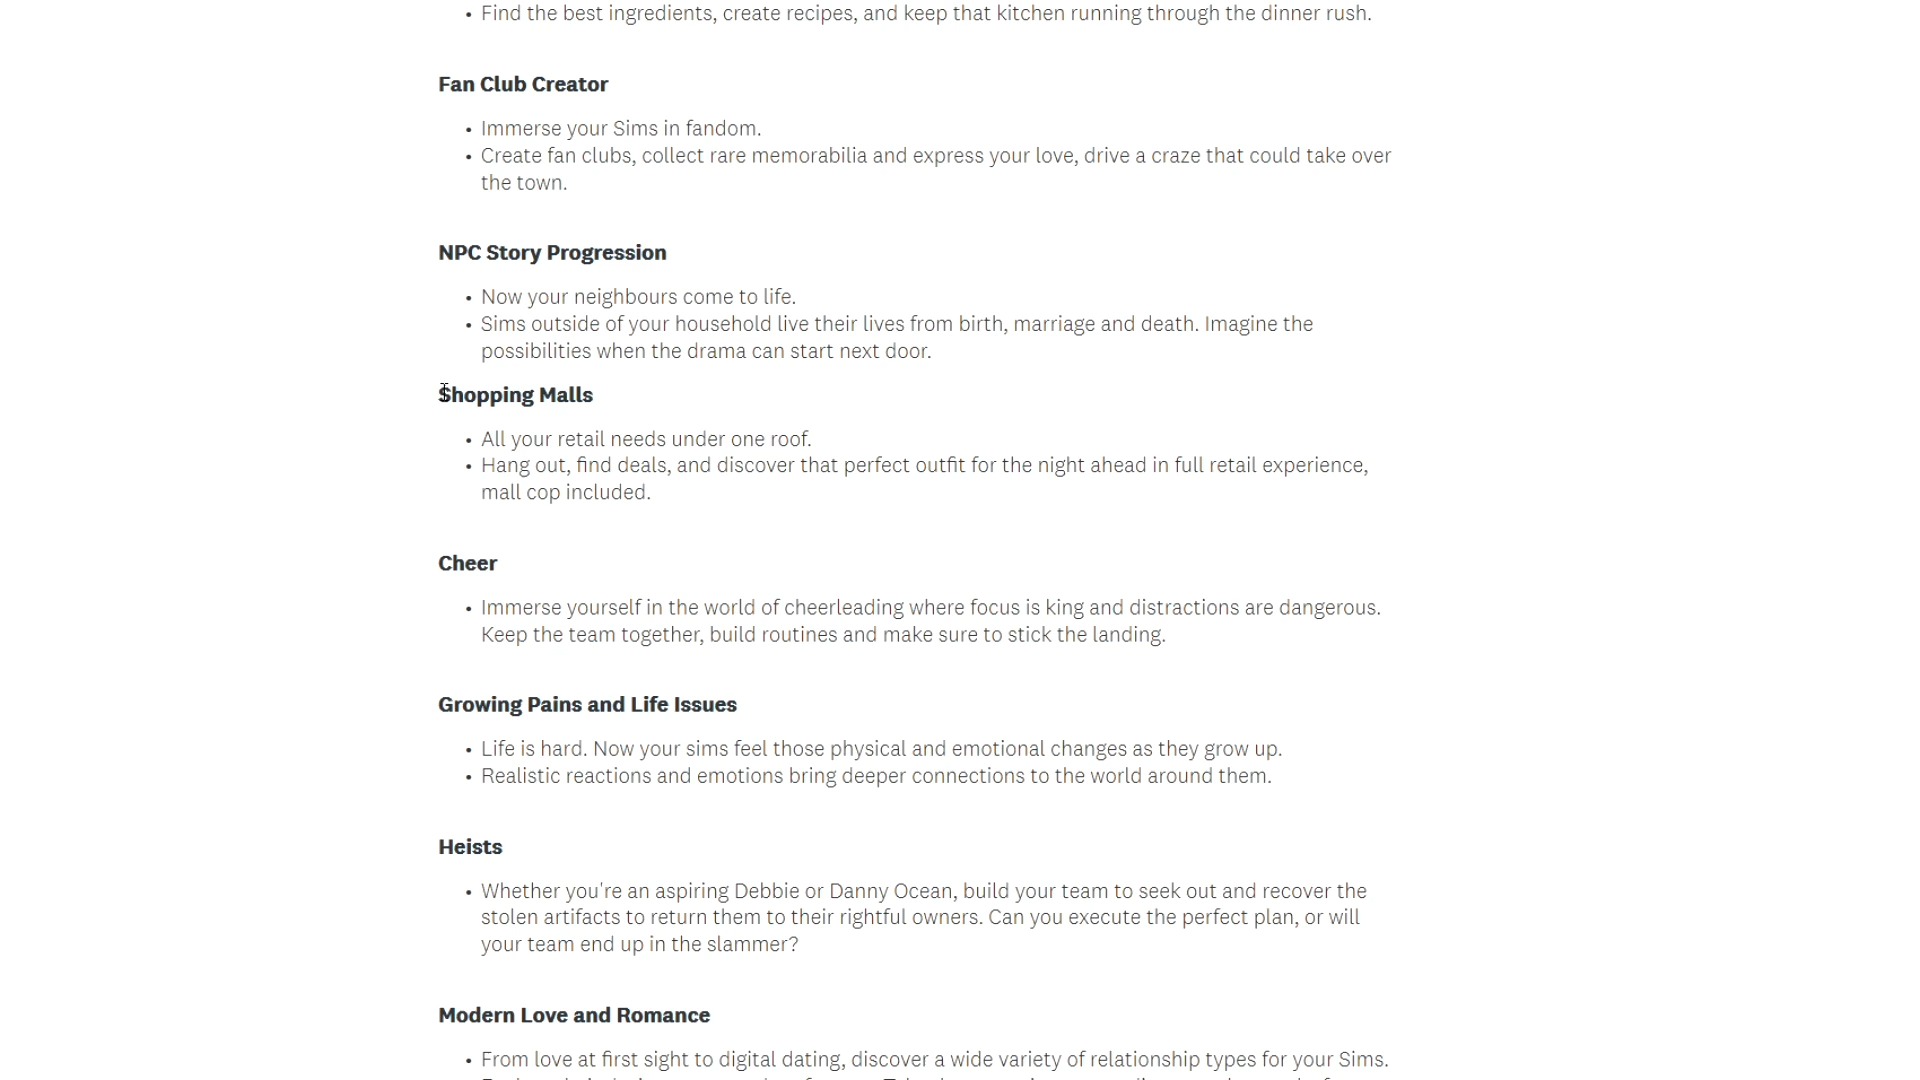 • Find the best ingredients, create recipes, and keep that kitchen running through the dinner rush.
Fan Club Creator
• Immerse your Sims in fandom.
• Create fan clubs, collect rare memorabilia and express your love, drive a craze that could take over
the town.
NPC Story Progression
• Now your neighbours come to life.
• Sims outside of your household live their lives from birth, marriage and death. Imagine the
possibilities when the drama can start next door.
Shopping Malls
• All your retail needs under one roof.
• Hang out, find deals, and discover that perfect outfit for the night ahead in full retail experience,
mall cop included.
Cheer
• Immerse yourself in the world of cheerleading where focus is king and distractions are dangerous.
Keep the team together, build routines and make sure to stick the landing.
Growing Pains and Life Issues
• Life is hard. Now your sims feel those physical and emotional changes as they grow up.
• Realistic reactions and emotions bring deeper connections to the world around them.
Heists
• Whether you're an aspiring Debbie or Danny Ocean, build your team to seek out and recover the
stolen artifacts to return them to their rightful owners. Can you execute the perfect plan, or will
your team end up in the slammer?
Modern Love and Romance
• From love at first sight to digital dating, discover a wide variety of relationship types for your Sims.